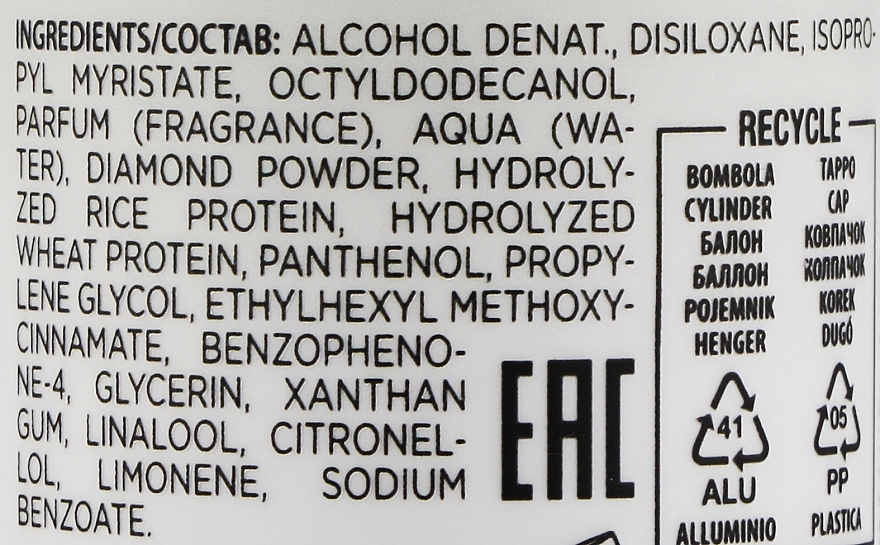 INGREDIENTS/СОСТАВ: ALCOHOL DENAT., DISILOXANE, ISOPRO-
PYL MYRISTATE, OCTYLDODECANOL,
PARFUM (FRAGRANCE), AQUA (WA-
TER), DIAMOND POWDER, HYDROLY-
ZED RICE PROTEIN, HYDROLYZED
WHEAT PROTEIN, PANTHENOL, PROPY-
LENE GLYCOL, ETHYLHEXYL METHOXY-
CINNAMATE, BENZOPHENO-
NE-4, GLYCERIN, XANTHAN
GUM, LINALOOL, CITRONEL-
LOL, LIMONENE, SODIUM
BENZOATE.
EAC
RECYCLE
BOMBOLA
CYLINDER
БАЛОН
БАЛЛОН
POJEMNIK
HENGER
41
ALU
ALLUMINIO
TAPPO
CAP
КОВПАЧОК
КОЛПАЧОК
KOREK
DUGÓ
05
PP
PLASTICA